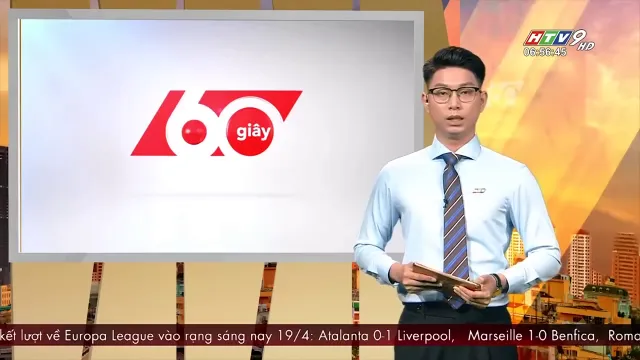 HTV9 HD
06:56:45
60 giây
kết lượt về Europa League vào rạng sáng nay 19/4: Atalanta 0-1 Liverpool, Marseille 1-0 Benfica, Roma